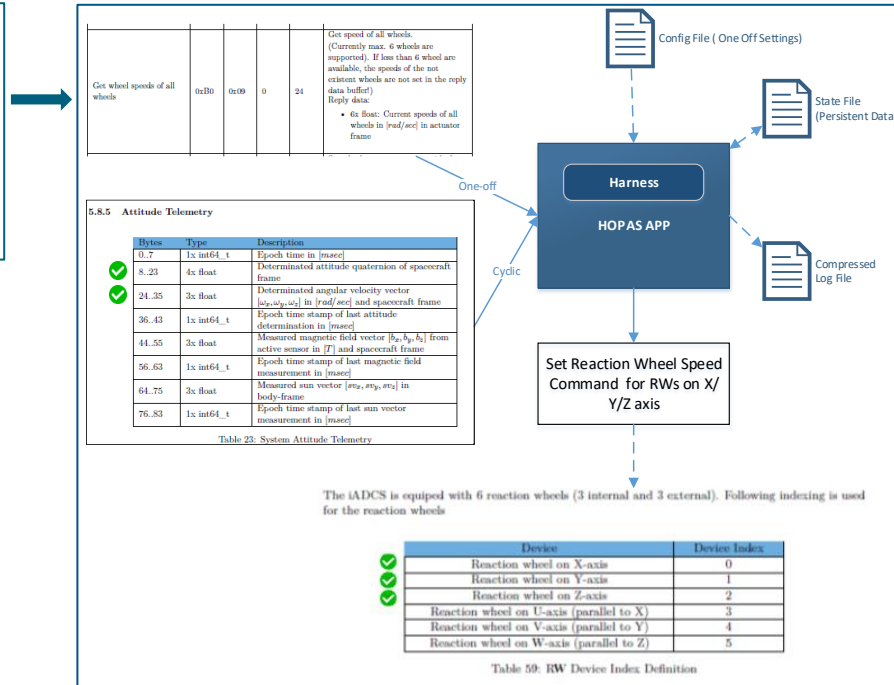 Get wheel speeds of all
wheels
0xB0
0x09
0
24
Get speed of all wheels.
(Currently max. 6 wheels are
supported). If less than 6 wheel are
available, the speeds of the not
existent wheels are not set in the reply
data buffer!)
Reply data:
• 6x float: Current speeds of all
wheels in [rad/sec] in actuator
frame
Config File ( One Off Settings)
State File
(Persistent Data
Harness
HOPAS APP
Compressed
Log File
One-off
Cyclic
5.8.5 Attitude Telemetry
Bytes Type Description
0..7 1x int64_t Epoch time in [msec]
8..23 4x float Determinated attitude quaternion of spacecraft
frame
24..35 3x float Determinated angular velocity vector
[ωx,ωy,ωz] in [rad/sec] and spacecraft frame
36..43 1x int64_t Epoch time stamp of last attitude
determination in [msec]
44..55 3x float Measured magnetic field vector [bx, by, bz] from
active sensor in [T] and spacecraft frame
56..63 1x int64_t Epoch time stamp of last magnetic field
measurement in [msec]
64..75 3x float Measured sun vector [svx, svy, svz] in
body-frame
76..83 1x int64_t Epoch time stamp of last sun vector
measurement in [msec]
Table 23: System Attitude Telemetry
Set Reaction Wheel Speed
Command for RWs on X/
Y/Z axis
The iADCS is equiped with 6 reaction wheels (3 internal and 3 external). Following indexing is used
for the reaction wheels
Device Device Index
Reaction wheel on X-axis 0
Reaction wheel on Y-axis 1
Reaction wheel on Z-axis 2
Reaction wheel on U-axis (parallel to X) 3
Reaction wheel on V-axis (parallel to Y) 4
Reaction wheel on W-axis (parallel to Z) 5
Table 59: RW Device Index Definition